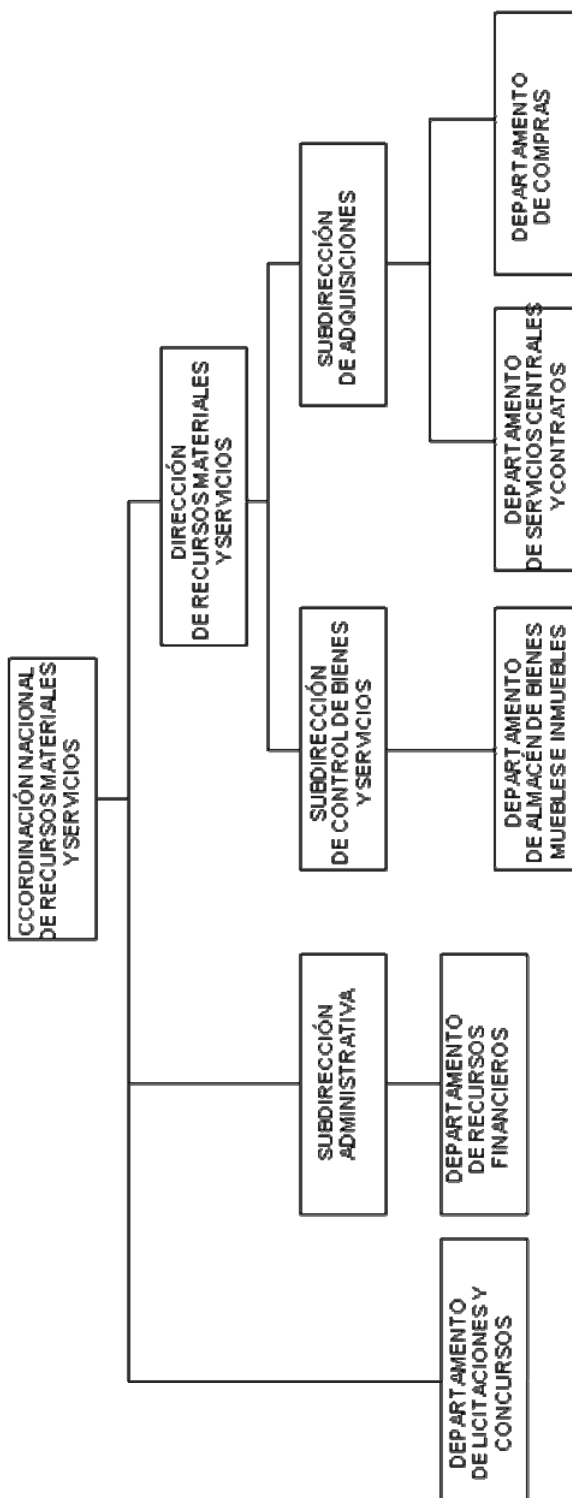 CCORDINACIÓN NACIONAL
DE RECURSOS MATERIALES
Y SERVICIOS
DIRECCIÓN
DE RECURSOS MATERIALES
Y SERVICIOS
SUBDIRECCIÓN
ADMINISTRATIVA
SUBDIRECCIÓN
DE CONTROL DE BIENES
Y SERVICIOS
SUBDIRECCIÓN
DE ADQUISICIONES
DEPARTAMENTO
DE LICITACIONES Y
CONCURSOS
DEPARTAMENTO
DE RECURSOS
FINANCIEROS
DEPARTAMENTO
DE ALMACÉN DE BIENES
MUEBLES E INMUEBLES
DEPARTAMENTO
DE SERVICIOS CENTRALES
Y CONTRATOS
DEPARTAMENTO
DE COMPRAS